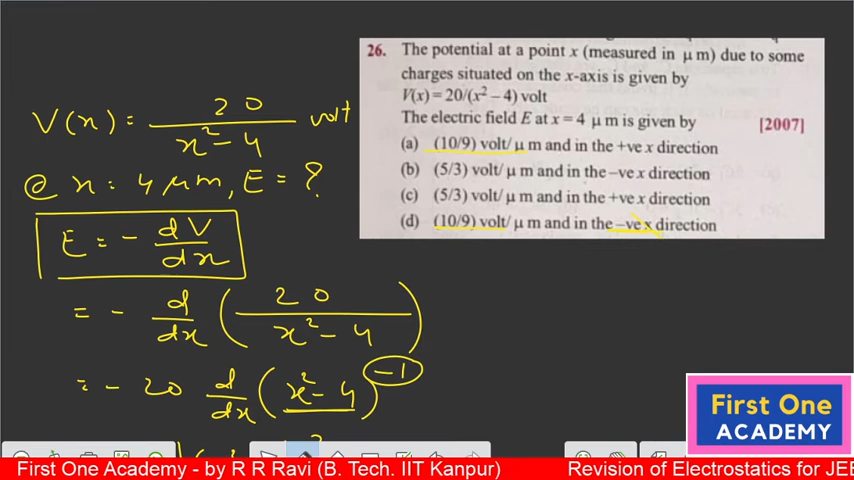 26. The potential at a point x (measured in μ m) due to some
charges situated on the x-axis is given by
V(x) = 20/(x² – 4) volt
The electric field E at x = 4 μ m is given by
[2007]
(a) (10/9) volt/ μ m and in the +ve x direction
(b) (5/3) volt/ μ m and in the –ve x direction
(c) (5/3) volt/ μ m and in the +ve x direction
(d) (10/9) volt/ μ m and in the –ve x direction
V(x) = 20/(x² – 4) volt
@ x = 4 μm, E = ?
E = – dV/dx
= – d/dx (20/(x² – 4))
= – 20 d/dx (x² – 4)⁻¹
First One
ACADEMY
First One Academy - by R R Ravi (B. Tech. IIT Kanpur)
Revision of Electrostatics for JEE